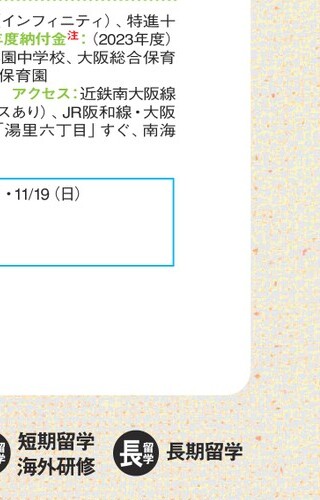 インフィニティ）、特進十
年度納付金注：（2023年度）
園中学校、大阪総合保育
保育園
アクセス：近鉄南大阪線
スあり）、JR阪和線・大阪
「湯里六丁目」すぐ、南海
・11/19（日）
留学 短期留学
海外研修
長 留学 長期留学